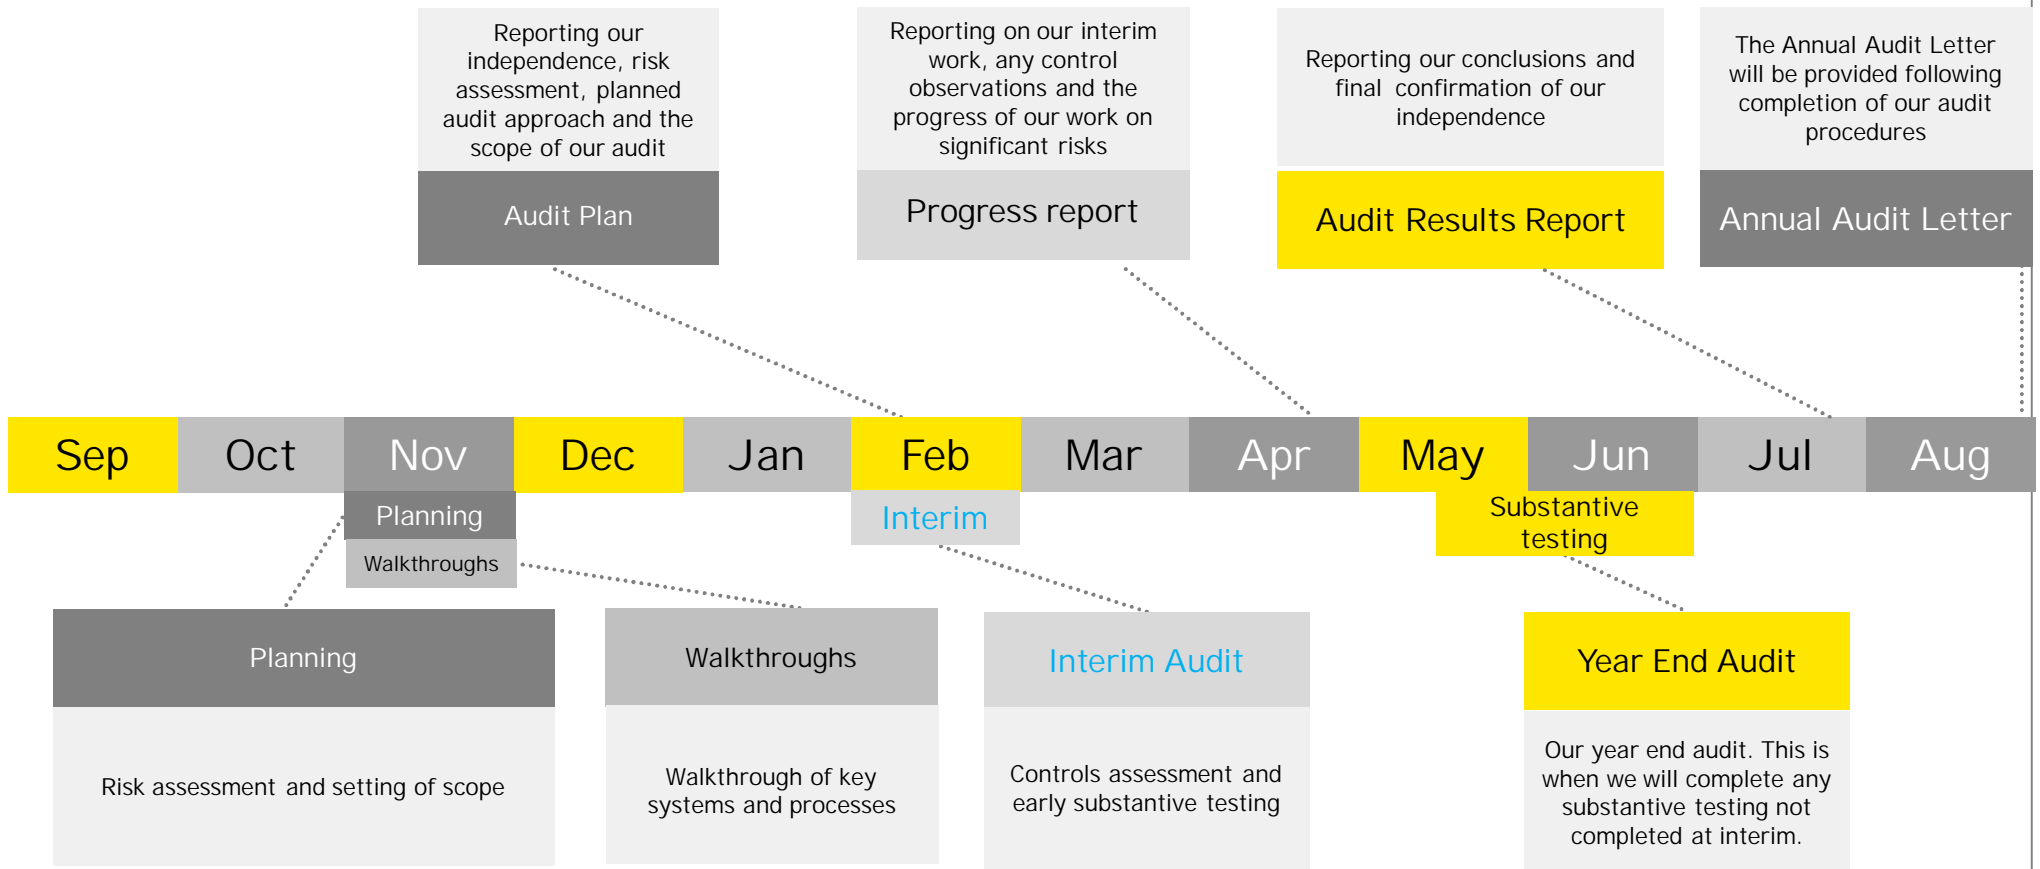 Reporting our
independence, risk
assessment, planned
audit approach and the
scope of our audit
Audit Plan
Reporting on our interim
work, any control
observations and the
progress of our work on
significant risks
Progress report
Reporting our conclusions and
final confirmation of our
independence
Audit Results Report
The Annual Audit Letter
will be provided following
completion of our audit
procedures
Annual Audit Letter
Sep Oct Nov Dec Jan Feb Mar Apr May Jun Jul Aug
Planning
Walkthroughs
Interim
Substantive
testing
Planning
Risk assessment and setting of scope
Walkthroughs
Walkthrough of key
systems and processes
Interim Audit
Controls assessment and
early substantive testing
Year End Audit
Our year end audit. This is
when we will complete any
substantive testing not
completed at interim.